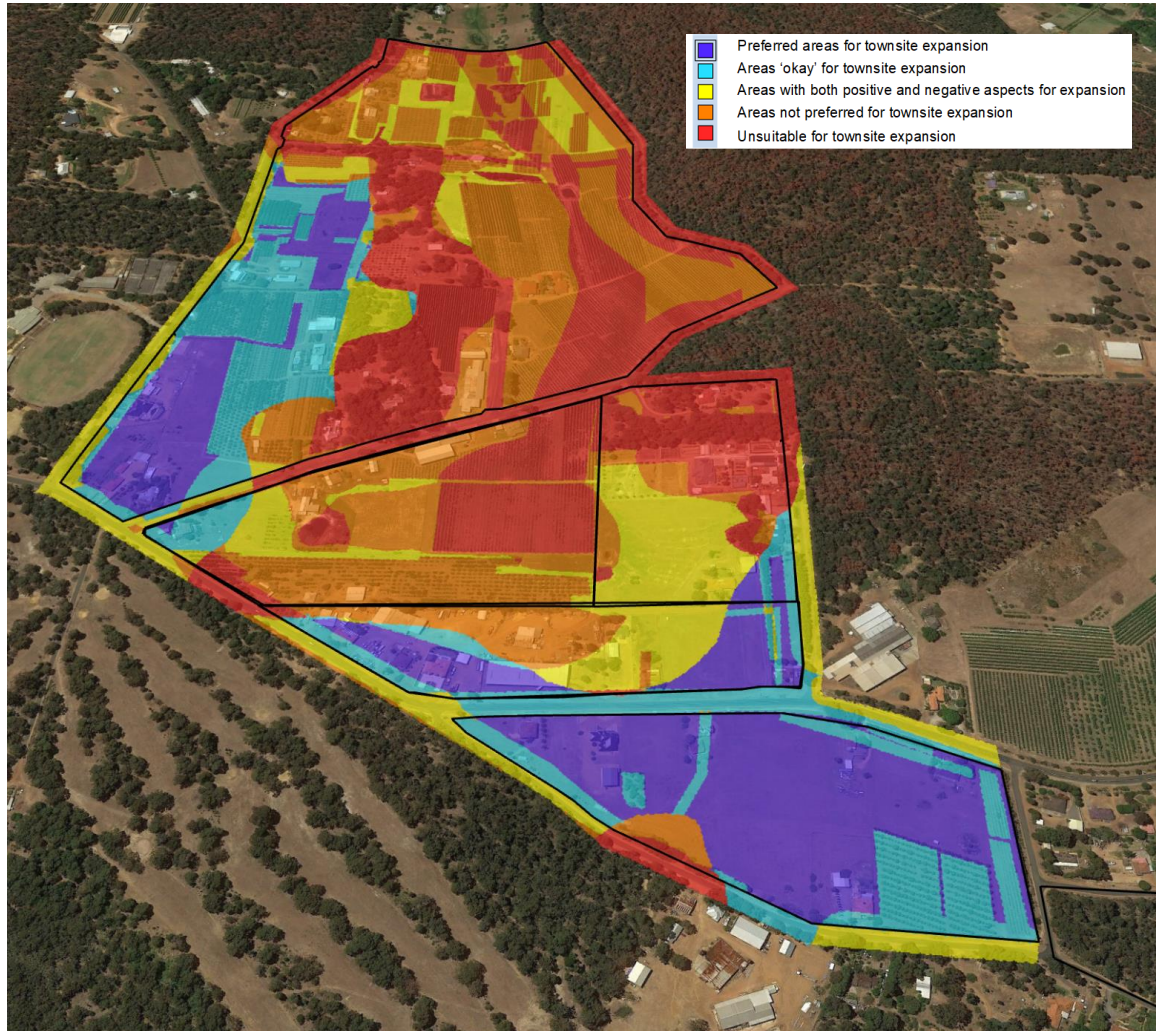 Preferred areas for townsite expansion
Areas ‘okay’ for townsite expansion
Areas with both positive and negative aspects for expansion
Areas not preferred for townsite expansion
Unsuitable for townsite expansion